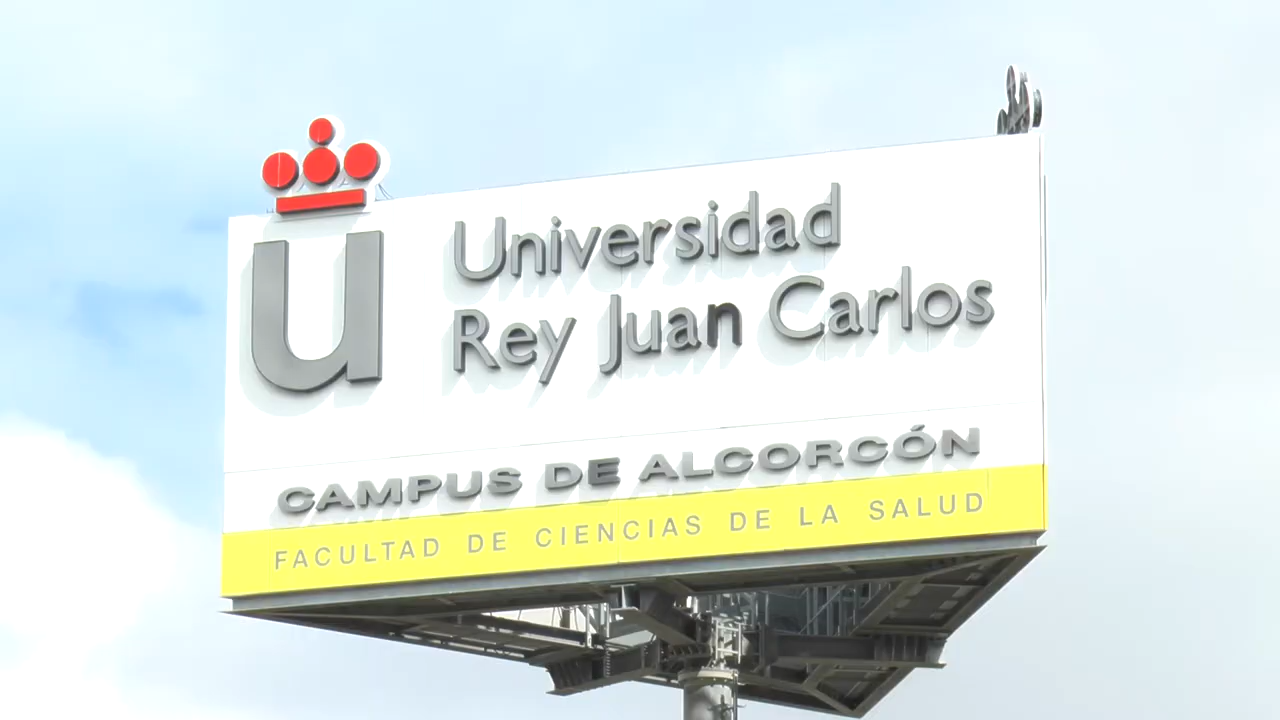 u
Universidad
Rey Juan Carlos
CAMPUS DE ALCORCÓN
FACULTAD DE CIENCIAS DE LA SALUD